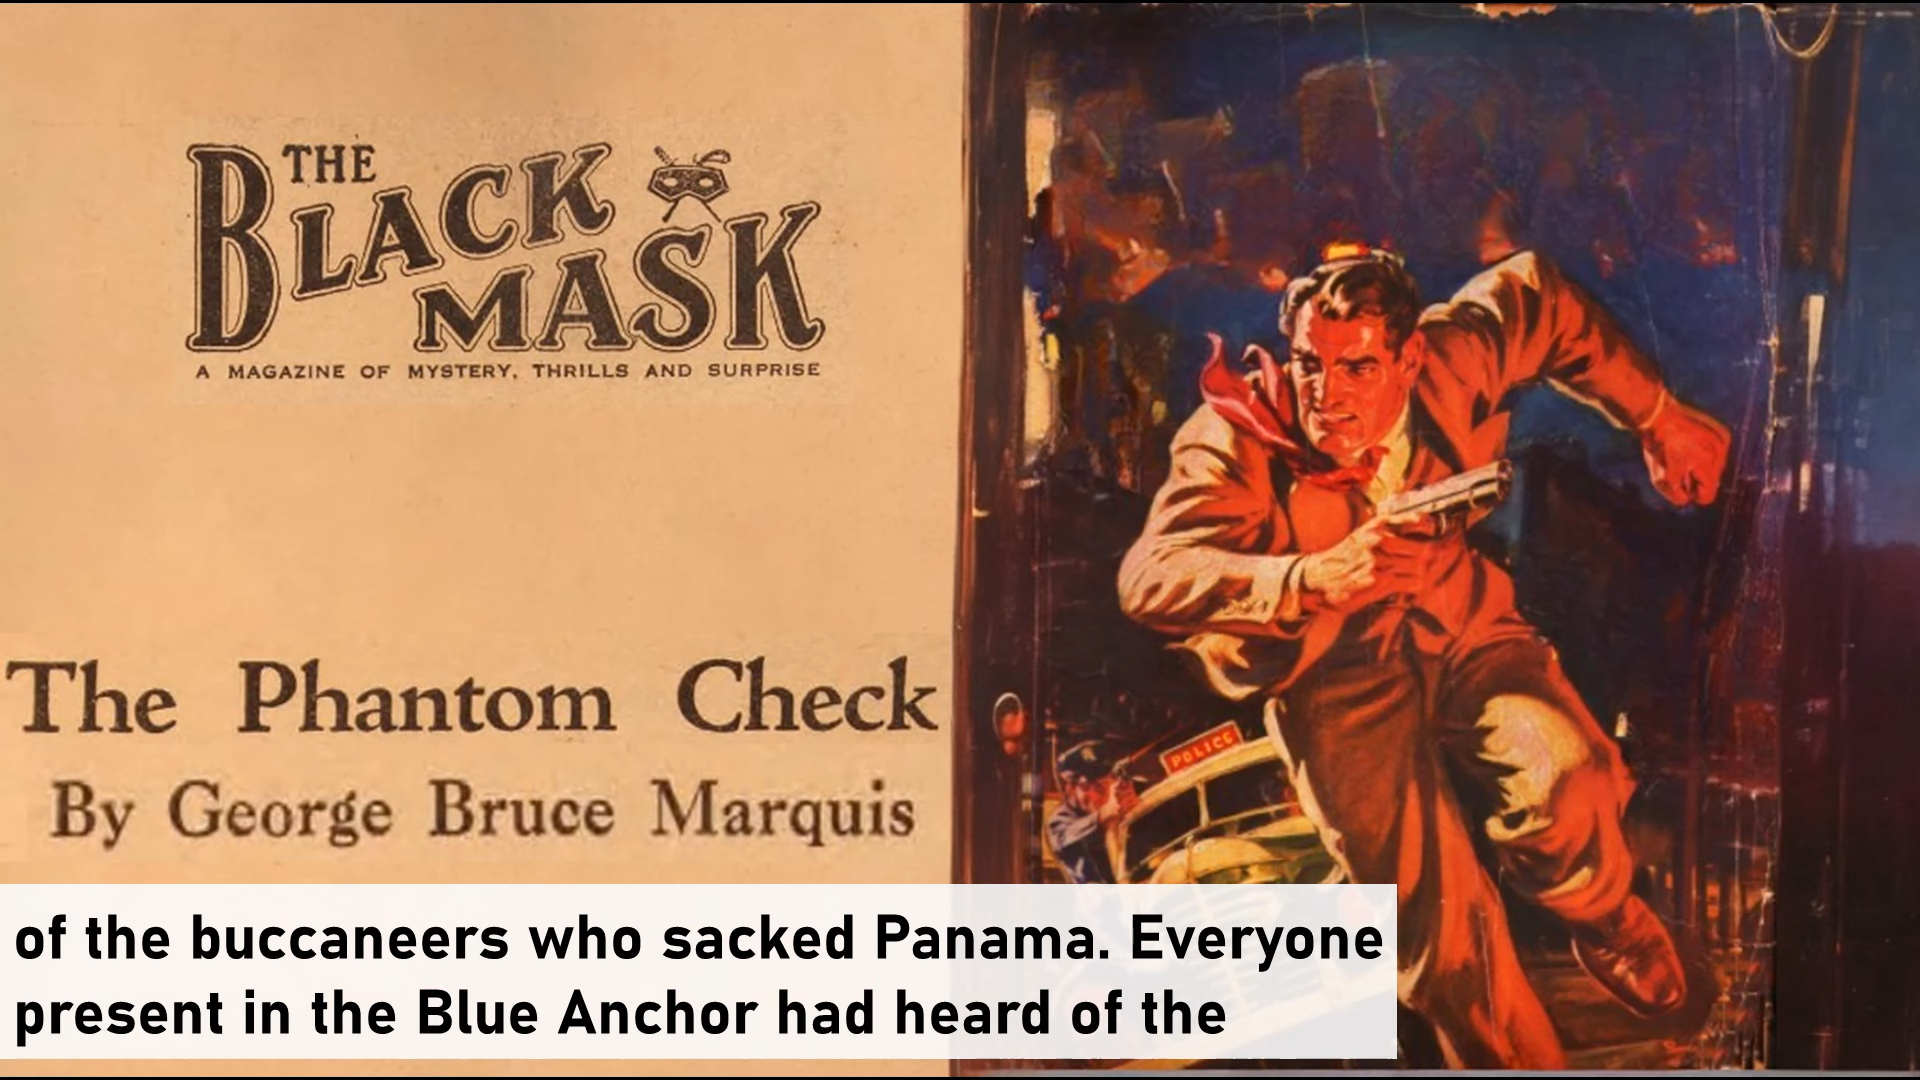 THE
BLACK
MASK
A MAGAZINE OF MYSTERY, THRILLS AND SURPRISE
The Phantom Check
By George Bruce Marquis
POLICE
of the buccaneers who sacked Panama. Everyone
present in the Blue Anchor had heard of the